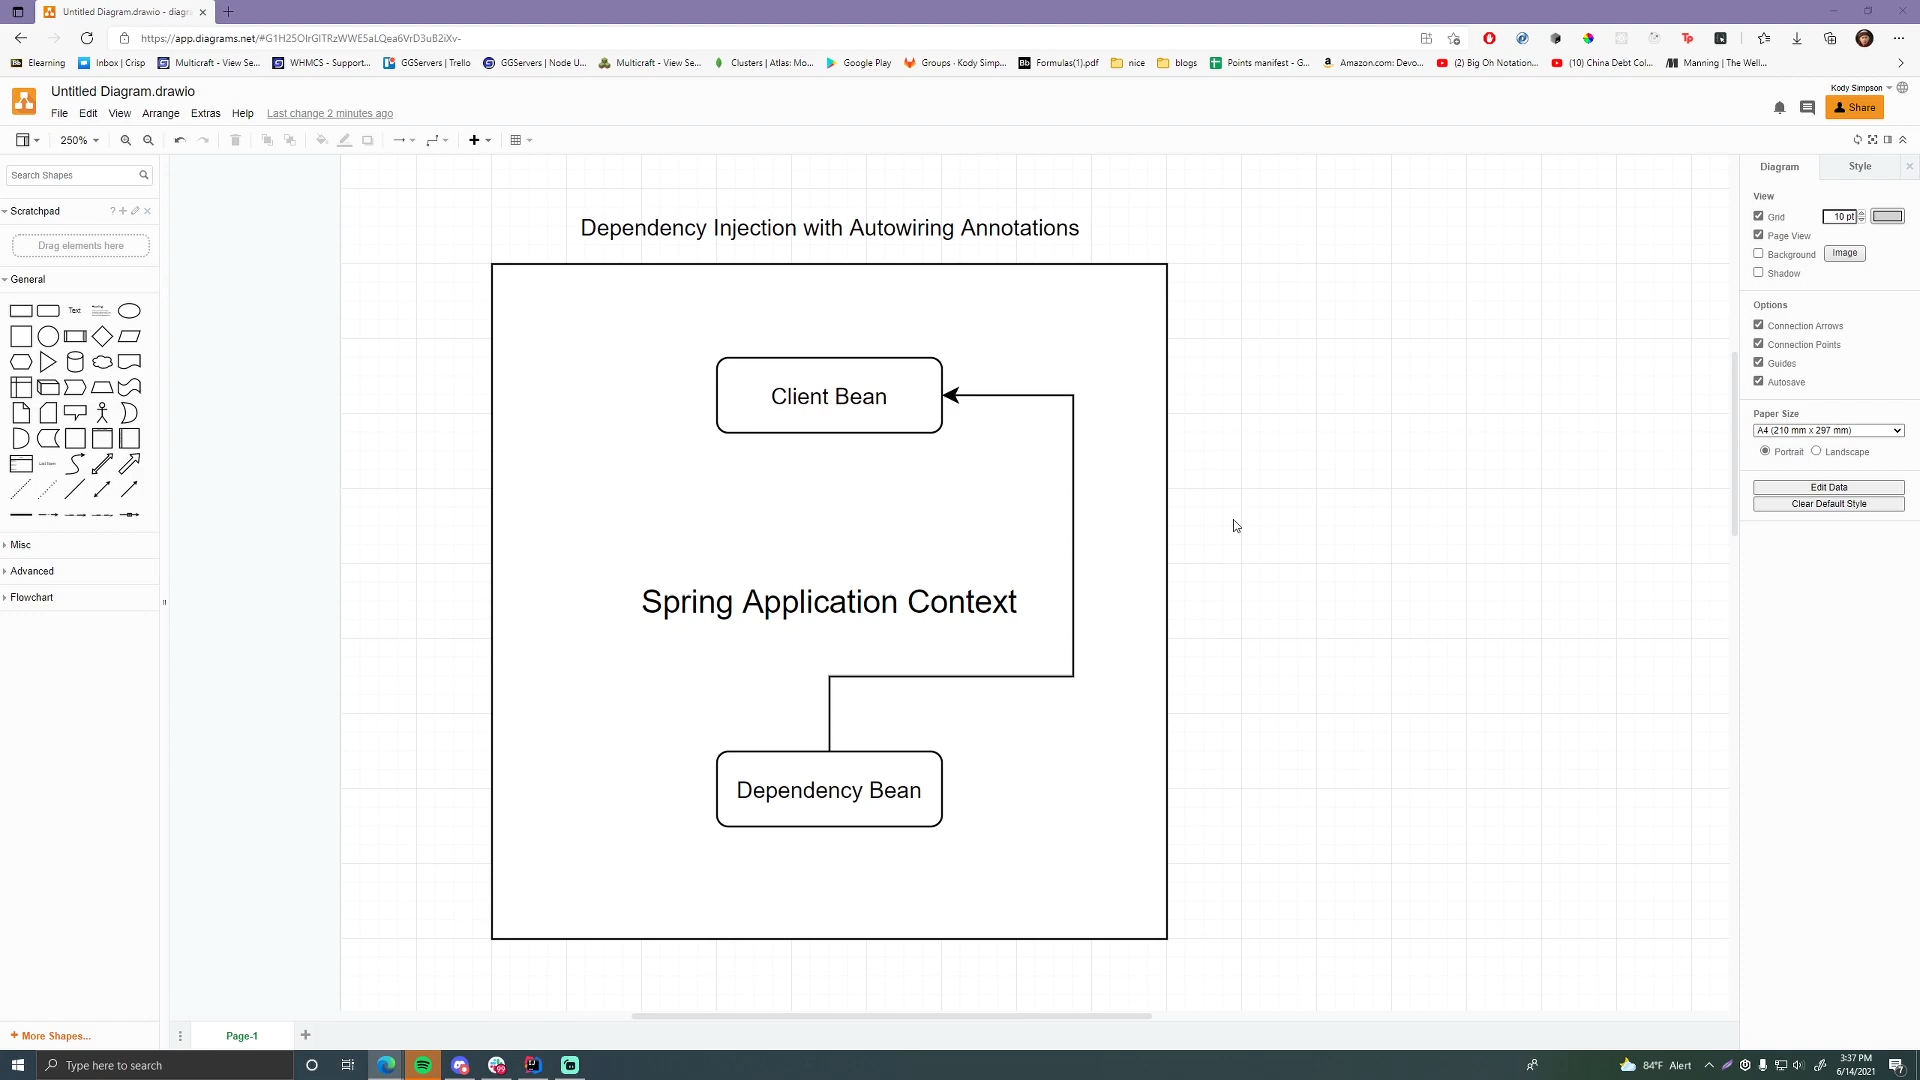 Untitled Diagram.drawio - diagra
https://app.diagrams.net/#G1H25OIrGlTRzWWE5aLQea6VrD3uB2iXv-
Elearning
Inbox | Crisp
Multicraft - View Se...
WHMCS - Support...
GGServers | Trello
GGServers | Node U...
Multicraft - View Se...
Clusters | Atlas: Mo...
Google Play
Groups · Kody Simp...
Formulas(1).pdf
nice
blogs
Points manifest - G...
Amazon.com: Devo...
(2) Big Oh Notation...
(10) China Debt Col...
Manning | The Well...
Untitled Diagram.drawio
Kody Simpson
File Edit View Arrange Extras Help Last change 2 minutes ago
Share
250%
Search Shapes
Scratchpad
Drag elements here
General
Text
Heading
List Item
Misc
Advanced
Flowchart
More Shapes...
Dependency Injection with Autowiring Annotations
Client Bean
Spring Application Context
Dependency Bean
Page-1
Diagram Style
View
Grid 10 pt
Page View
Background Image
Shadow
Options
Connection Arrows
Connection Points
Guides
Autosave
Paper Size
A4 (210 mm x 297 mm)
Portrait Landscape
Edit Data
Clear Default Style
Type here to search
84°F Alert
3:37 PM
6/14/2021